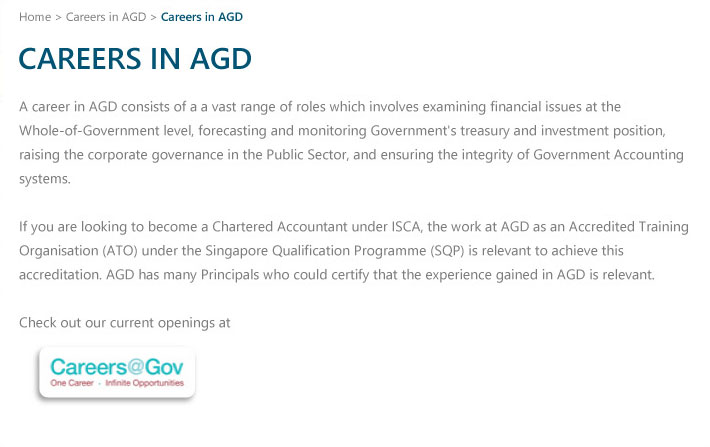 Home > Careers in AGD > Careers in AGD
CAREERS IN AGD
A career in AGD consists of a a vast range of roles which involves examining financial issues at the
Whole-of-Government level, forecasting and monitoring Government's treasury and investment position,
raising the corporate governance in the Public Sector, and ensuring the integrity of Government Accounting
systems.
If you are looking to become a Chartered Accountant under ISCA, the work at AGD as an Accredited Training
Organisation (ATO) under the Singapore Qualification Programme (SQP) is relevant to achieve this
accreditation. AGD has many Principals who could certify that the experience gained in AGD is relevant.
Check out our current openings at
Careers@Gov
One Career - Infinite Opportunities